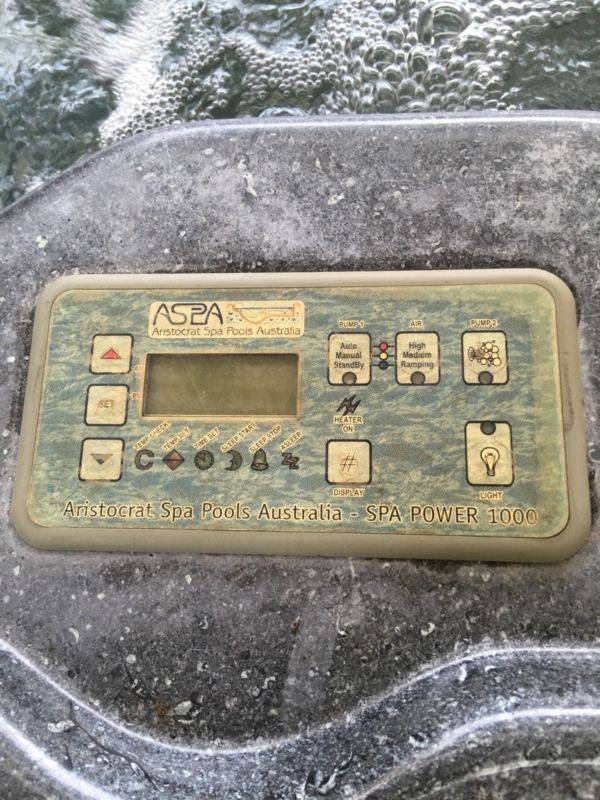 ASPA
Aristocrat Spa Pools Australia
PUMP 1
AIR
PUMP 2
Auto
Manual
StandBy
High
Medium
Ramping
SET
TEMP CHECK
TEMP SET
TIME SET
SLEEP START
SLEEP STOP
ASLEEP
C
ZZ
HEATER
ON
#
DISPLAY
LIGHT
Aristocrat Spa Pools Australia - SPA POWER 1000